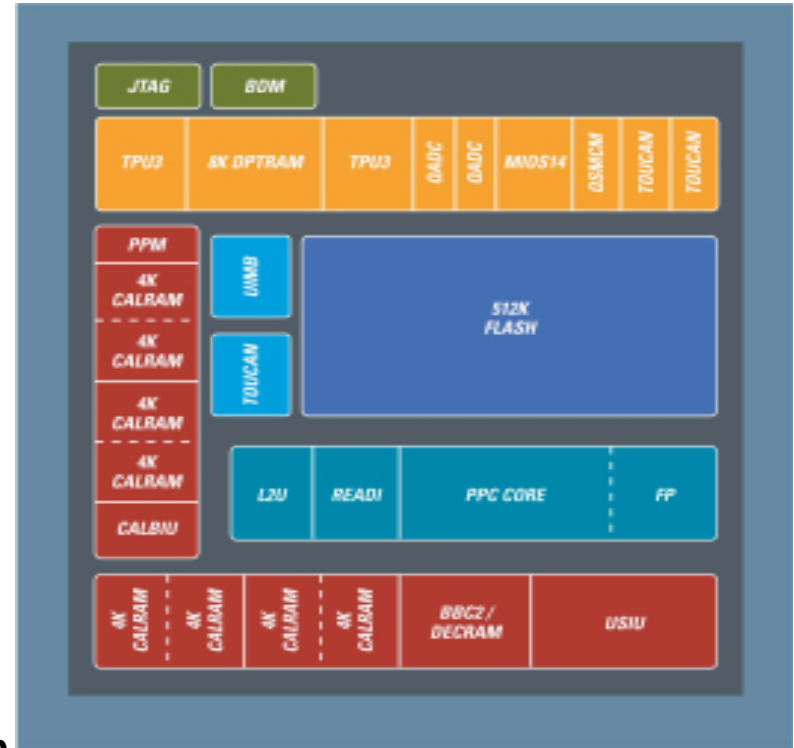 JTAG
BDM
TPU3
8K DPTRAM
TPU3
QADC
QADC
MIOS14
QSMCM
TOUCAN
TOUCAN
PPM
4K
CALRAM
4K
CALRAM
4K
CALRAM
4K
CALRAM
CALBIU
UIMB
TOUCAN
512K
FLASH
L2U
READI
PPC CORE
FP
4K
CALRAM
4K
CALRAM
4K
CALRAM
4K
CALRAM
BBC2 /
DECRAM
USIU